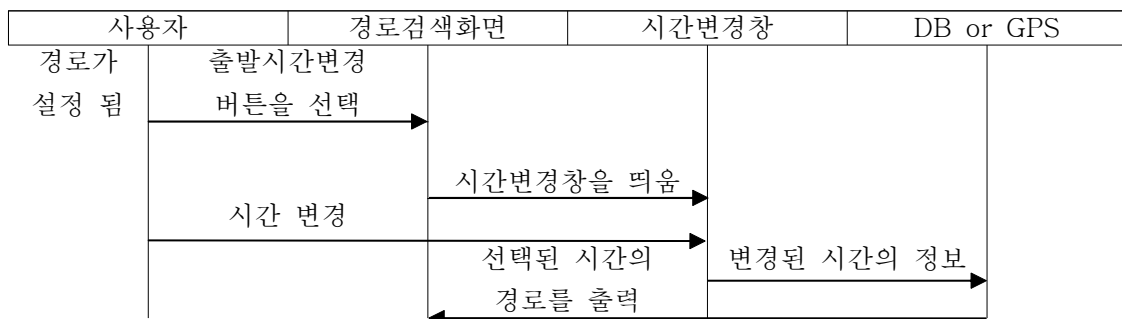 사용자 경로검색화면 시간변경창 DB or GPS
경로가 출발시간변경
설정 됨 버튼을 선택
시간변경창을 띄움
시간 변경
선택된 시간의 변경된 시간의 정보
경로를 출력